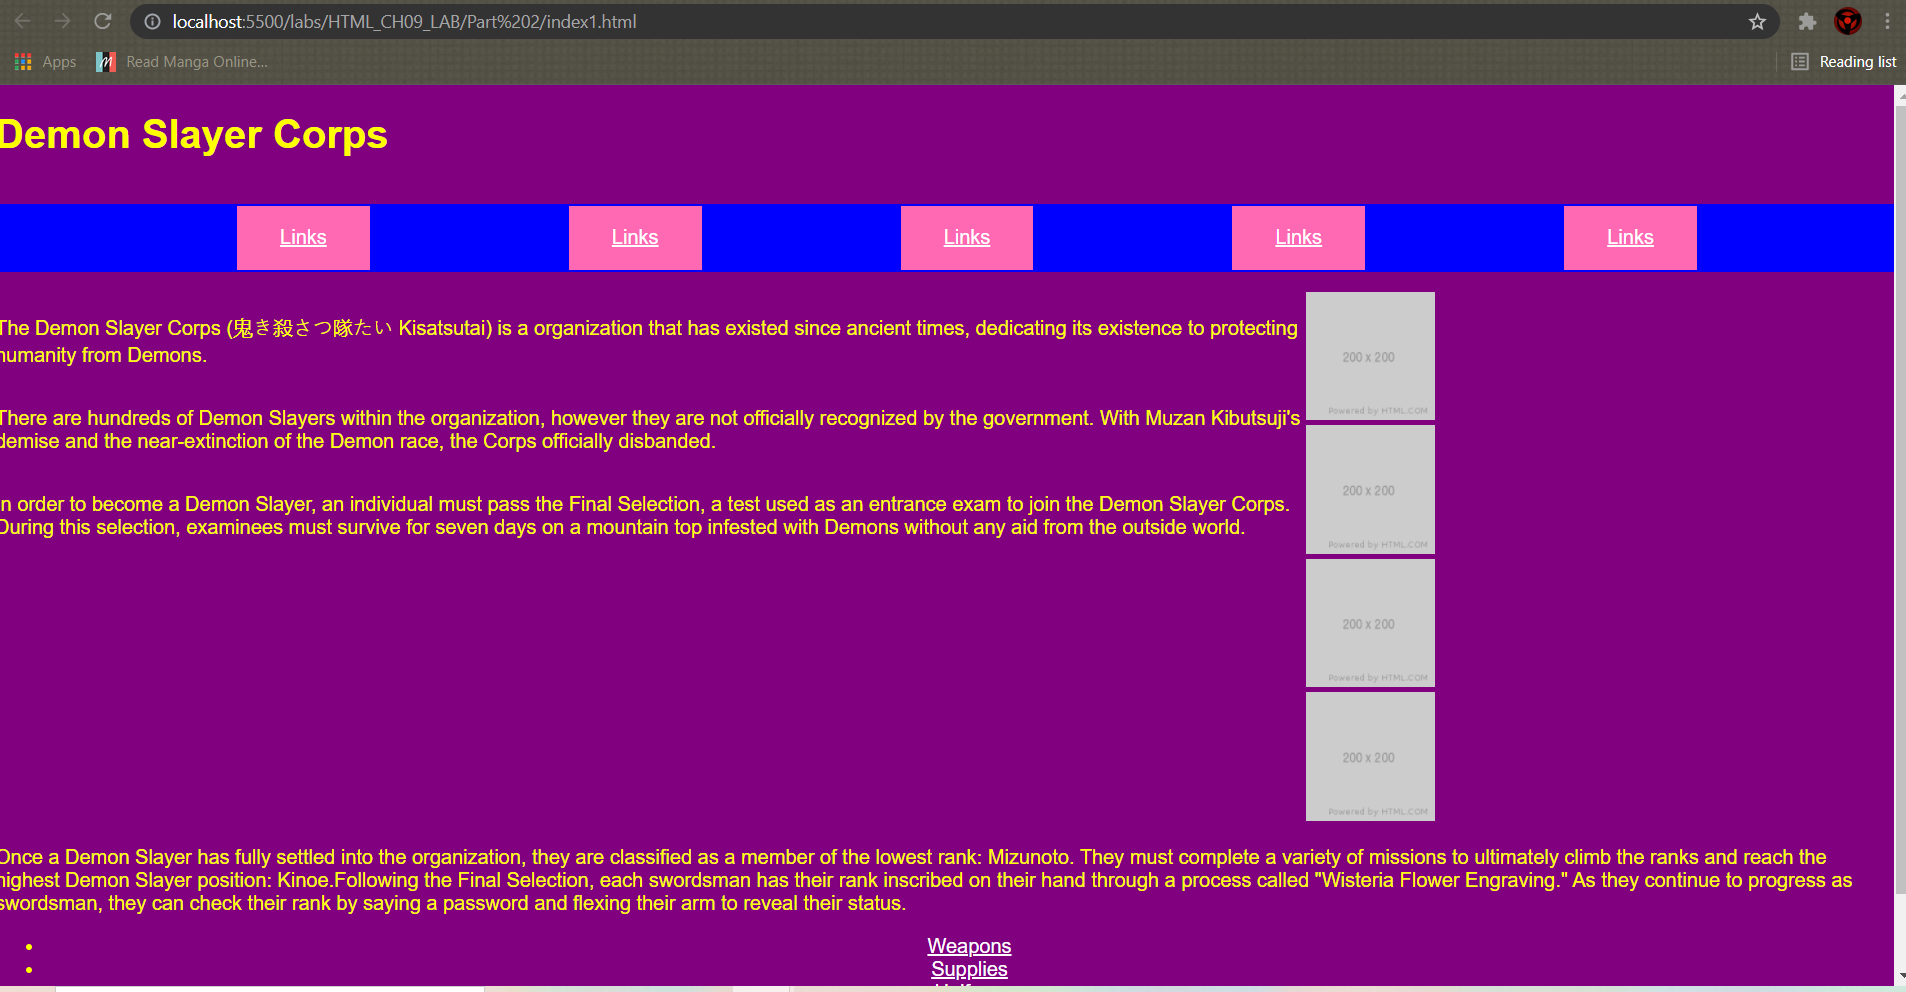 localhost:5500/labs/HTML_CH09_LAB/Part%202/index1.html
Apps
Read Manga Online...
Reading list
Demon Slayer Corps
Links Links Links Links Links
The Demon Slayer Corps (鬼き殺さつ隊たい Kisatsutai) is a organization that has existed since ancient times, dedicating its existence to protecting
humanity from Demons.
There are hundreds of Demon Slayers within the organization, however they are not officially recognized by the government. With Muzan Kibutsuji's
demise and the near-extinction of the Demon race, the Corps officially disbanded.
In order to become a Demon Slayer, an individual must pass the Final Selection, a test used as an entrance exam to join the Demon Slayer Corps.
During this selection, examinees must survive for seven days on a mountain top infested with Demons without any aid from the outside world.
200 x 200
Powered by HTML.COM
200 x 200
Powered by HTML.COM
200 x 200
Powered by HTML.COM
200 x 200
Powered by HTML.COM
Once a Demon Slayer has fully settled into the organization, they are classified as a member of the lowest rank: Mizunoto. They must complete a variety of missions to ultimately climb the ranks and reach the
highest Demon Slayer position: Kinoe.Following the Final Selection, each swordsman has their rank inscribed on their hand through a process called "Wisteria Flower Engraving." As they continue to progress as
swordsman, they can check their rank by saying a password and flexing their arm to reveal their status.
Weapons
Supplies